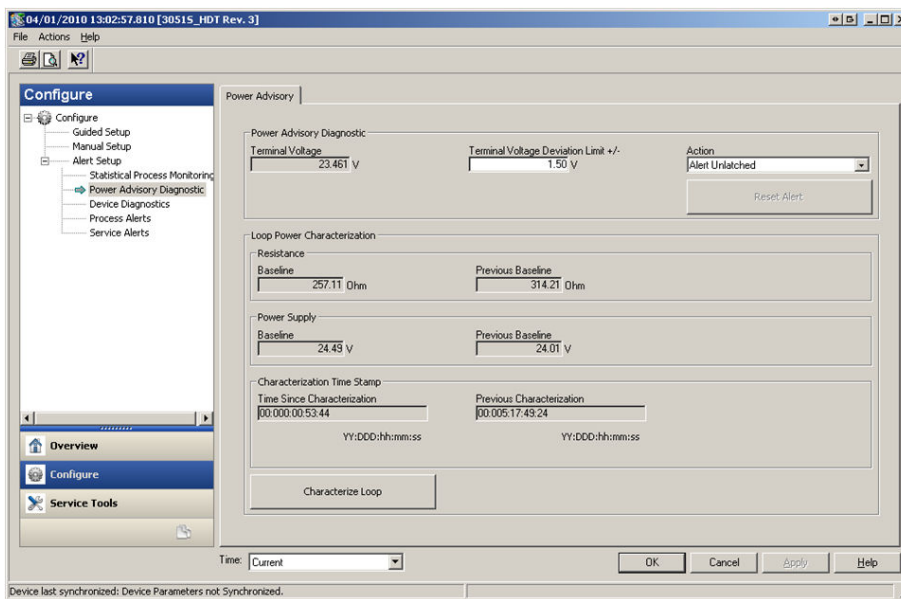 04/01/2010 13:02:57.810 [3051S_HDT Rev. 3]
File Actions Help
Configure
Configure
Guided Setup
Manual Setup
Alert Setup
Statistical Process Monitoring
Power Advisory Diagnostic
Device Diagnostics
Process Alerts
Service Alerts
Overview
Configure
Service Tools
Power Advisory
Power Advisory Diagnostic
Terminal Voltage
23.461 V
Terminal Voltage Deviation Limit +/-
1.50 V
Action
Alert Unlatched
Reset Alert
Loop Power Characterization
Resistance
Baseline
257.11 Ohm
Previous Baseline
314.21 Ohm
Power Supply
Baseline
24.49 V
Previous Baseline
24.01 V
Characterization Time Stamp
Time Since Characterization
00:000:00:53:44
YY:DDD:hh:mm:ss
Previous Characterization
00:005:17:49:24
YY:DDD:hh:mm:ss
Characterize Loop
Time: Current
OK Cancel Apply Help
Device last synchronized: Device Parameters not Synchronized.